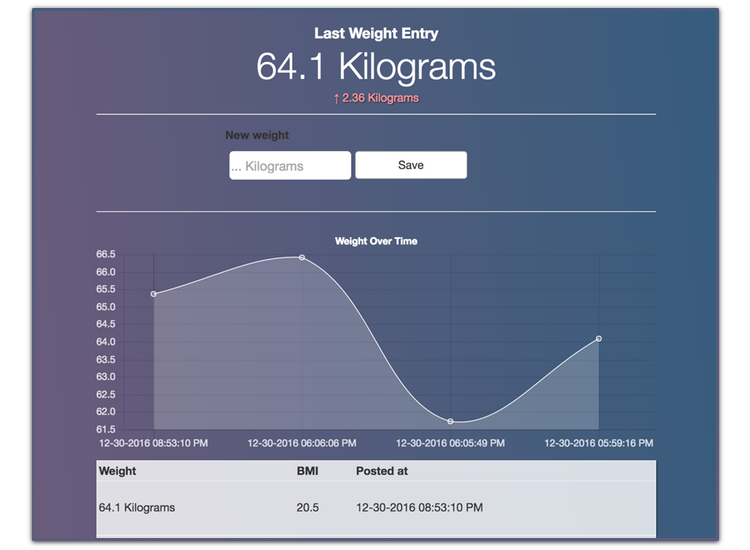 Last Weight Entry
64.1 Kilograms
↑ 2.36 Kilograms
New weight
... Kilograms Save
Weight Over Time
66.5
66.0
65.5
65.0
64.5
64.0
63.5
63.0
62.5
62.0
61.5
12-30-2016 08:53:10 PM 12-30-2016 06:06:06 PM 12-30-2016 06:05:49 PM 12-30-2016 05:59:16 PM
Weight BMI Posted at
64.1 Kilograms 20.5 12-30-2016 08:53:10 PM